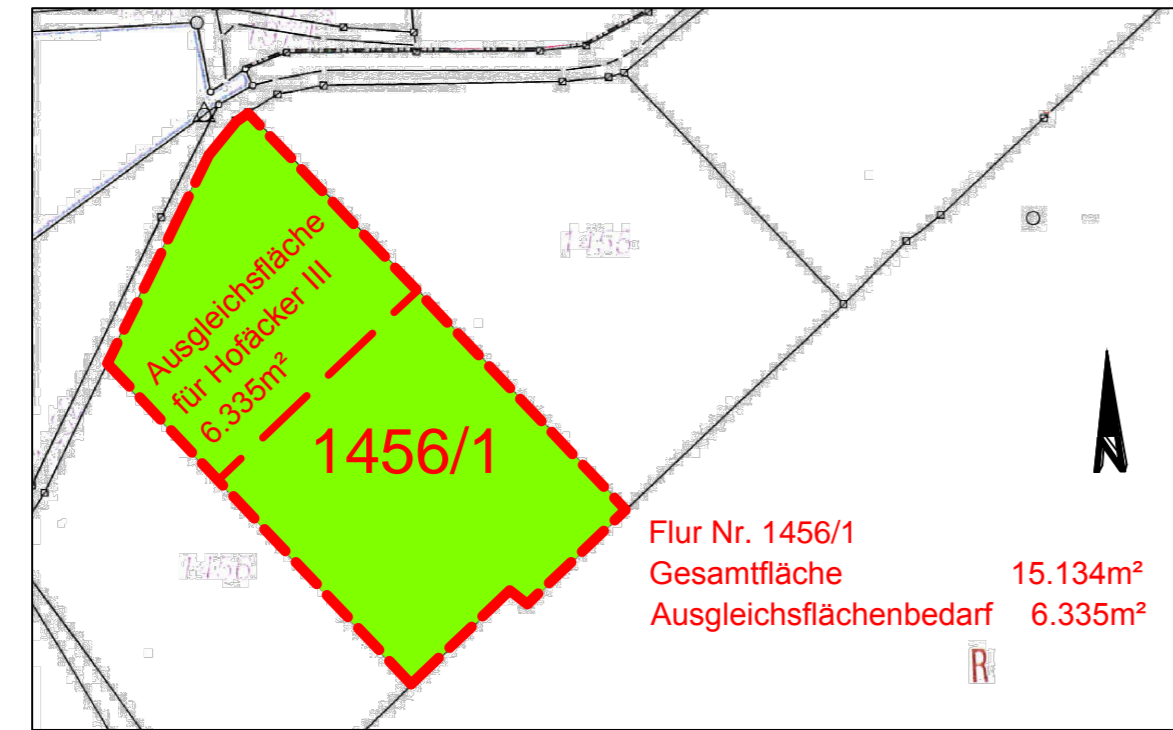 Ausgleichsfläche
für Hofäcker III
6.335m²
1456/1
N
Flur Nr. 1456/1
Gesamtfläche 15.134m²
Ausgleichsflächenbedarf 6.335m²
R